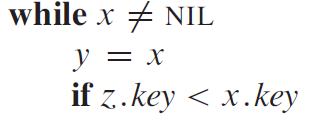 while x ≠ NIL
y = x
if z.key < x.key